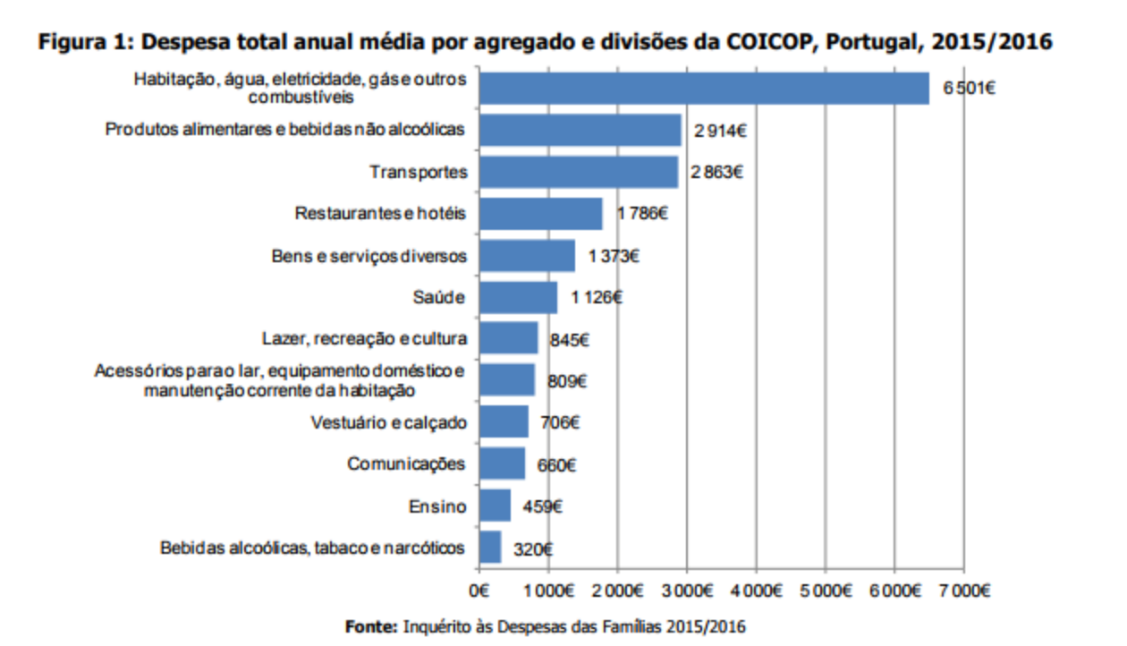 Figura 1: Despesa total anual média por agregado e divisões da COICOP, Portugal, 2015/2016
Habitação, água, eletricidade, gás e outros
combustíveis
6 501€
Produtos alimentares e bebidas não alcoólicas
2 914€
Transportes
2 863€
Restaurantes e hotéis
1 786€
Bens e serviços diversos
1 373€
Saúde
1 126€
Lazer, recreação e cultura
845€
Acessórios para o lar, equipamento doméstico e
manutenção corrente da habitação
809€
Vestuário e calçado
706€
Comunicações
660€
Ensino
459€
Bebidas alcoólicas, tabaco e narcóticos
320€
0€ 1 000€ 2 000€ 3 000€ 4 000€ 5 000€ 6 000€ 7 000€
Fonte: Inquérito às Despesas das Famílias 2015/2016